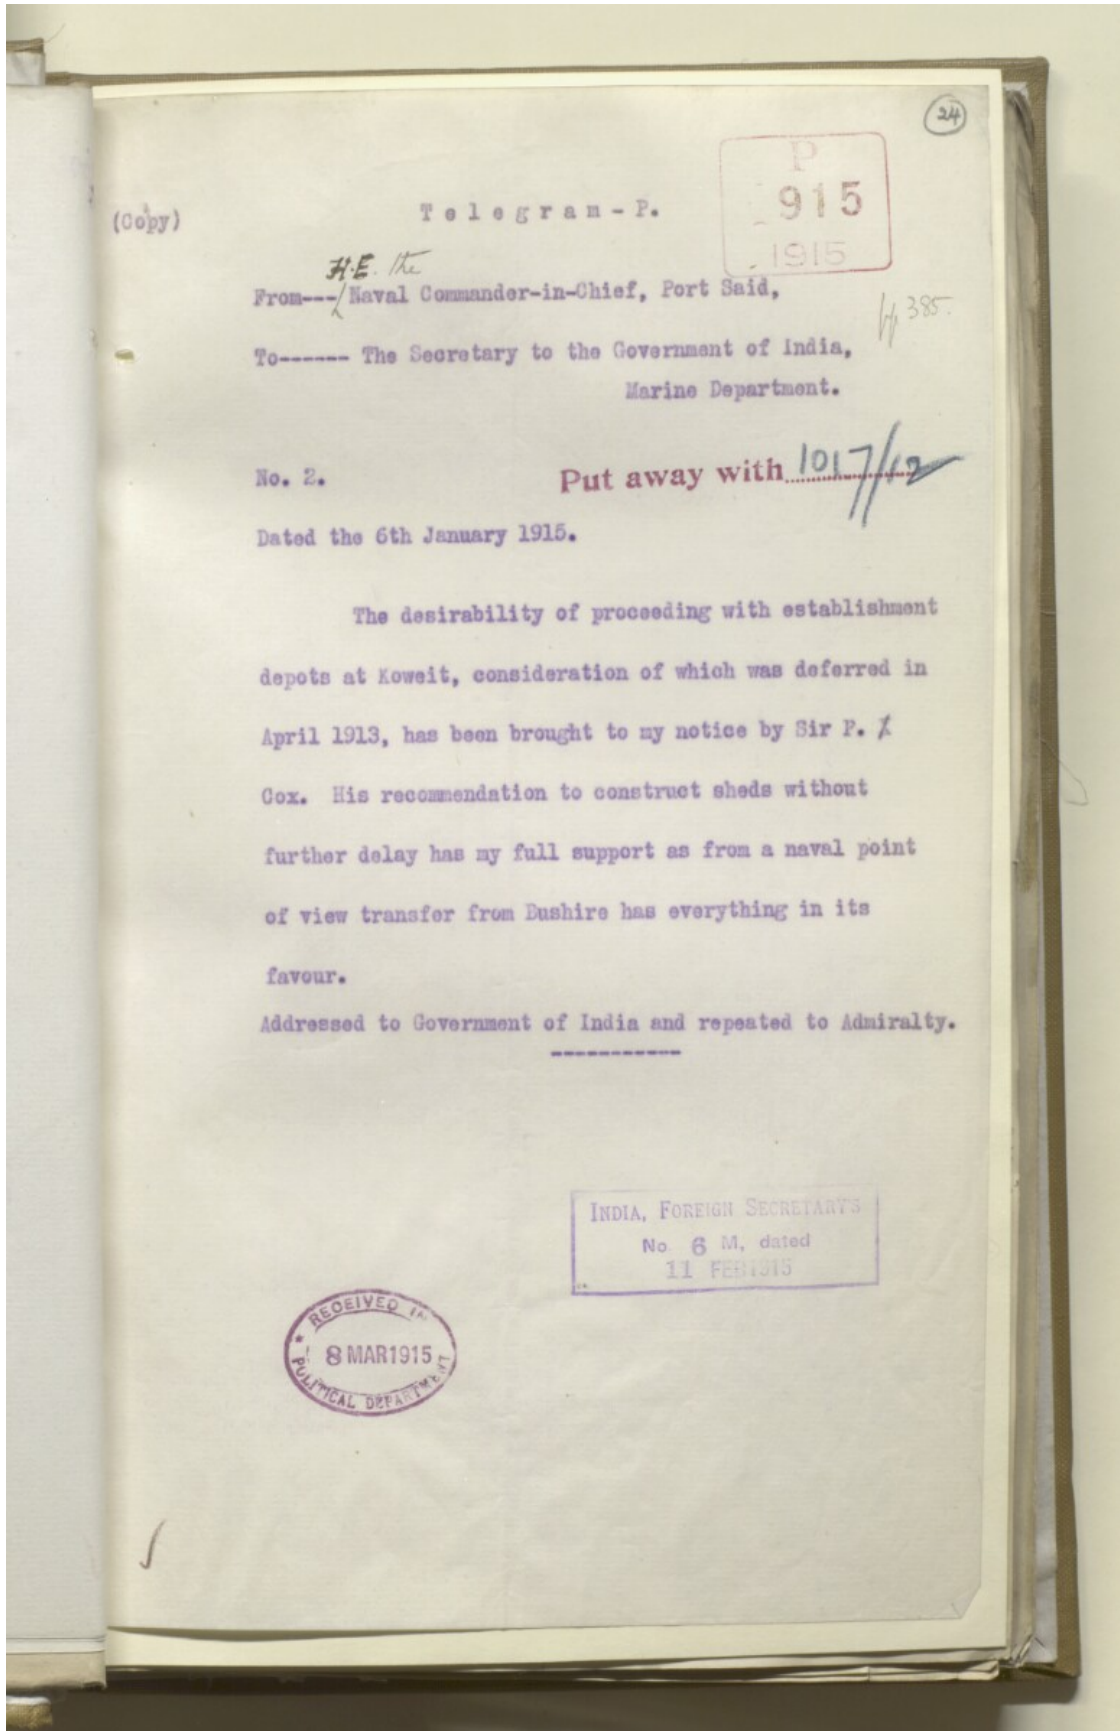 24
P
915
1915
(Copy)
Telegram - P.
H.E. the
From--- Naval Commander-in-Chief, Port Said,
385.
To------ The Secretary to the Government of India,
Marine Department.
No. 2.
Put away with 1017/12
Dated the 6th January 1915.
The desirability of proceeding with establishment
depots at Koweit, consideration of which was deferred in
April 1913, has been brought to my notice by Sir P.
Cox. His recommendation to construct sheds without
further delay has my full support as from a naval point
of view transfer from Bushire has everything in its
favour.
Addressed to Government of India and repeated to Admiralty.
-----------
INDIA, FOREIGN SECRETARY'S
No 6 M, dated
11 FEB 1915
RECEIVED IN
8 MAR 1915
POLITICAL DEPARTMENT